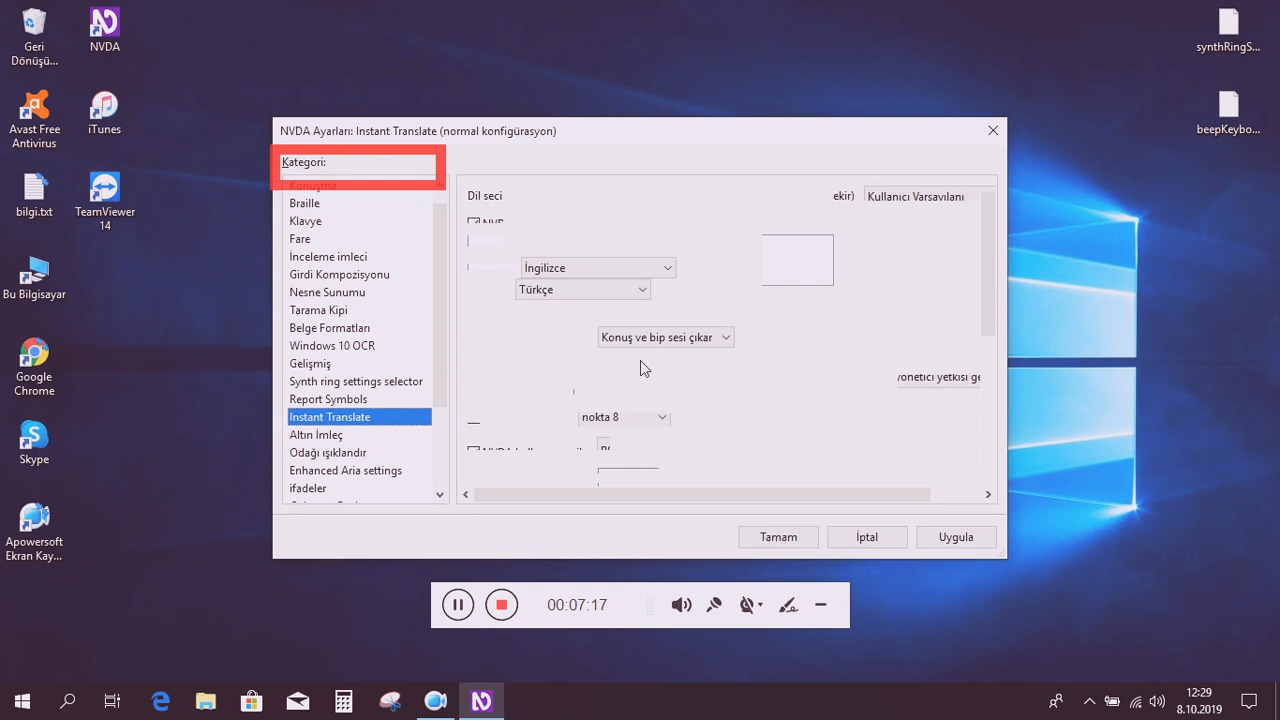 Geri
Dönüşü...
NVDA
Avast Free
Antivirus
iTunes
bilgi.txt
TeamViewer
14
Bu Bilgisayar
Google
Chrome
Skype
Apowersoft
Ekran Kay...
synthRingS...
beepKeybo...
NVDA Ayarları: Instant Translate (normal konfigürasyon)
Kategori:
Konuşma
Braille
Klavye
Fare
İnceleme imleci
Girdi Kompozisyonu
Nesne Sunumu
Tarama Kipi
Belge Formatları
Windows 10 OCR
Gelişmiş
Synth ring settings selector
Report Symbols
Instant Translate
Altın İmleç
Odağı ışıklandır
Enhanced Aria settings
ifadeler
Dil seci
ekir)
Kullanıcı Varsayılanı
İngilizce
Türkçe
Konuş ve bip sesi çıkar
yönetici yetkisi ge
nokta 8
Tamam
İptal
Uygula
00:07:17
12:29
8.10.2019